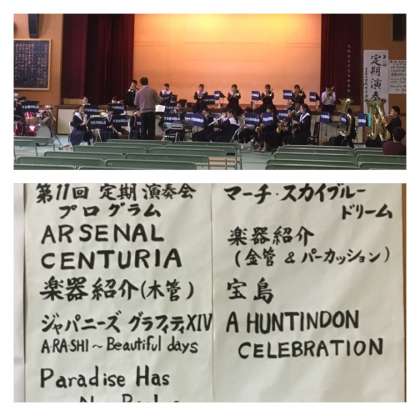 定期演奏
第11回 定期演奏会
プログラム
ARSENAL
CENTURIA
楽器紹介(木管)
ジャパニーズ グラフィティXIV
ARASHI~Beautiful days
Paradise Has
マーチ・スカイブルー
ドリーム
楽器紹介
(金管 & パーカッション)
宝島
A HUNTINDON
CELEBRATION